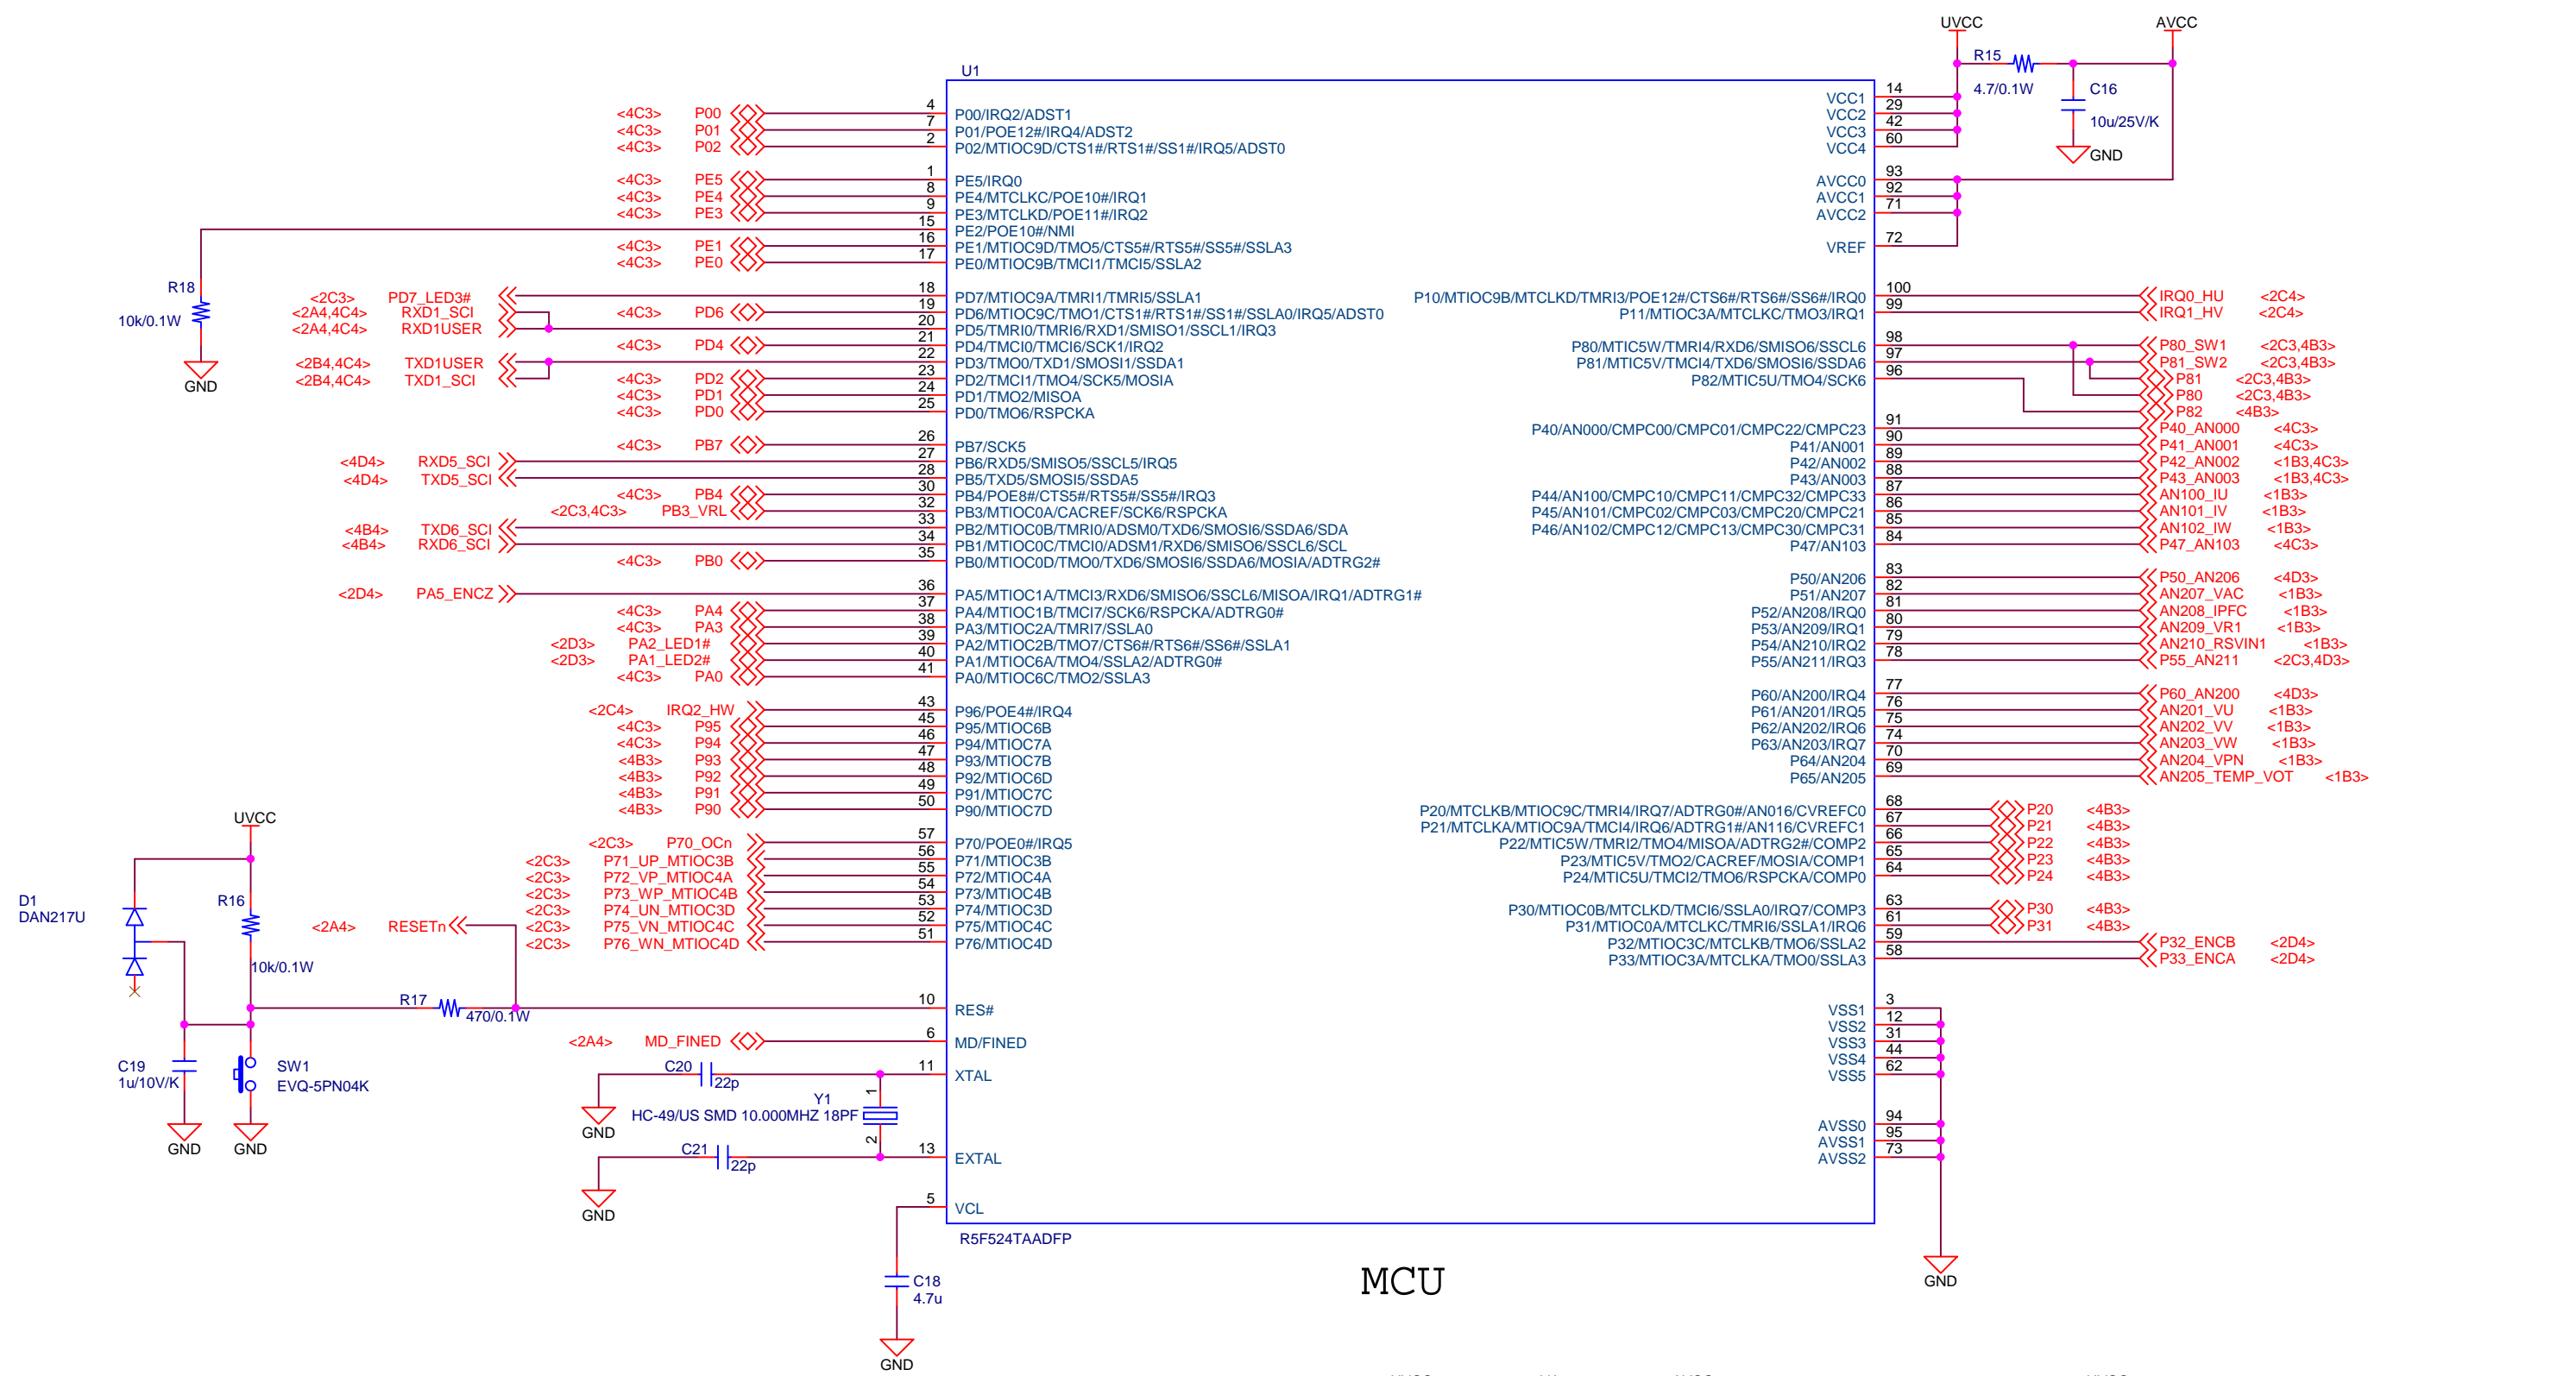 UVCC
AVCC
R15
4.7/0.1W
C16
10u/25V/K
GND
U1
<4C3> P00 4 P00/IRQ2/ADST1
<4C3> P01 7 P01/POE12#/IRQ4/ADST2
<4C3> P02 2 P02/MTIOC9D/CTS1#/RTS1#/SS1#/IRQ5/ADST0
<4C3> PE5 1 PE5/IRQ0
<4C3> PE4 8 PE4/MTCLKC/POE10#/IRQ1
<4C3> PE3 9 PE3/MTCLKD/POE11#/IRQ2
15 PE2/POE10#/NMI
<4C3> PE1 16 PE1/MTIOC9D/TMO5/CTS5#/RTS5#/SS5#/SSLA3
<4C3> PE0 17 PE0/MTIOC9B/TMCI1/TMCI5/SSLA2
R18
10k/0.1W
GND
<2C3> PD7_LED3# 18 PD7/MTIOC9A/TMRI1/TMRI5/SSLA1
<2A4,4C4> RXD1_SCI <4C3> PD6 19 PD6/MTIOC9C/TMO1/CTS1#/RTS1#/SS1#/SSLA0/IRQ5/ADST0
<2A4,4C4> RXD1USER 20 PD5/TMRI0/TMRI6/RXD1/SMISO1/SSCL1/IRQ3
<4C3> PD4 21 PD4/TMCI0/TMCI6/SCK1/IRQ2
<2B4,4C4> TXD1USER 22 PD3/TMO0/TXD1/SMOSI1/SSDA1
<2B4,4C4> TXD1_SCI <4C3> PD2 23 PD2/TMCI1/TMO4/SCK5/MOSIA
<4C3> PD1 24 PD1/TMO2/MISOA
<4C3> PD0 25 PD0/TMO6/RSPCKA
<4C3> PB7 26 PB7/SCK5
<4D4> RXD5_SCI 27 PB6/RXD5/SMISO5/SSCL5/IRQ5
<4D4> TXD5_SCI 28 PB5/TXD5/SMOSI5/SSDA5
<4C3> PB4 30 PB4/POE8#/CTS5#/RTS5#/SS5#/IRQ3
<2C3,4C3> PB3_VRL 32 PB3/MTIOC0A/CACREF/SCK6/RSPCKA
<4B4> TXD6_SCI 33 PB2/MTIOC0B/TMRI0/ADSM0/TXD6/SMOSI6/SSDA6/SDA
<4B4> RXD6_SCI 34 PB1/MTIOC0C/TMCI0/ADSM1/RXD6/SMISO6/SSCL6/SCL
<4C3> PB0 35 PB0/MTIOC0D/TMO0/TXD6/SMOSI6/SSDA6/MOSIA/ADTRG2#
<2D4> PA5_ENCZ 36 PA5/MTIOC1A/TMCI3/RXD6/SMISO6/SSCL6/MISOA/IRQ1/ADTRG1#
<4C3> PA4 37 PA4/MTIOC1B/TMCI7/SCK6/RSPCKA/ADTRG0#
<4C3> PA3 38 PA3/MTIOC2A/TMRI7/SSLA0
<2D3> PA2_LED1# 39 PA2/MTIOC2B/TMO7/CTS6#/RTS6#/SS6#/SSLA1
<2D3> PA1_LED2# 40 PA1/MTIOC6A/TMO4/SSLA2/ADTRG0#
<4C3> PA0 41 PA0/MTIOC6C/TMO2/SSLA3
<2C4> IRQ2_HW 43 P96/POE4#/IRQ4
<4C3> P95 45 P95/MTIOC6B
<4C3> P94 46 P94/MTIOC7A
<4B3> P93 47 P93/MTIOC7B
<4B3> P92 48 P92/MTIOC6D
<4B3> P91 49 P91/MTIOC7C
<4B3> P90 50 P90/MTIOC7D
<2C3> P70_OCn 57 P70/POE0#/IRQ5
<2C3> P71_UP_MTIOC3B 56 P71/MTIOC3B
<2C3> P72_VP_MTIOC4A 55 P72/MTIOC4A
<2C3> P73_WP_MTIOC4B 54 P73/MTIOC4B
<2C3> P74_UN_MTIOC3D 53 P74/MTIOC3D
<2C3> P75_VN_MTIOC4C 52 P75/MTIOC4C
<2C3> P76_WN_MTIOC4D 51 P76/MTIOC4D
UVCC
D1
DAN217U
R16
10k/0.1W
<2A4> RESETn
R17
470/0.1W
10 RES#
<2A4> MD_FINED 6 MD/FINED
C19
1u/10V/K
SW1
EVQ-5PN04K
GND
GND
C20
22p
11 XTAL
GND
Y1
HC-49/US SMD 10.000MHZ 18PF
1
2
C21
22p
13 EXTAL
GND
5 VCL
C18
4.7u
GND
VCC1 14
VCC2 29
VCC3 42
VCC4 60
AVCC0 93
AVCC1 92
AVCC2 71
VREF 72
P10/MTIOC9B/MTCLKD/TMRI3/POE12#/CTS6#/RTS6#/SS6#/IRQ0 100 IRQ0_HU <2C4>
P11/MTIOC3A/MTCLKC/TMO3/IRQ1 99 IRQ1_HV <2C4>
P80/MTIC5W/TMRI4/RXD6/SMISO6/SSCL6 98 P80_SW1 <2C3,4B3>
P81/MTIC5V/TMCI4/TXD6/SMOSI6/SSDA6 97 P81_SW2 <2C3,4B3>
P82/MTIC5U/TMO4/SCK6 96 P81 <2C3,4B3>
P80 <2C3,4B3>
P82 <4B3>
P40/AN000/CMPC00/CMPC01/CMPC22/CMPC23 91 P40_AN000 <4C3>
P41/AN001 90 P41_AN001 <4C3>
P42/AN002 89 P42_AN002 <1B3,4C3>
P43/AN003 88 P43_AN003 <1B3,4C3>
P44/AN100/CMPC10/CMPC11/CMPC32/CMPC33 87 AN100_IU <1B3>
P45/AN101/CMPC02/CMPC03/CMPC20/CMPC21 86 AN101_IV <1B3>
P46/AN102/CMPC12/CMPC13/CMPC30/CMPC31 85 AN102_IW <1B3>
P47/AN103 84 P47_AN103 <4C3>
P50/AN206 83 P50_AN206 <4D3>
P51/AN207 82 AN207_VAC <1B3>
P52/AN208/IRQ0 81 AN208_IPFC <1B3>
P53/AN209/IRQ1 80 AN209_VR1 <1B3>
P54/AN210/IRQ2 79 AN210_RSVIN1 <1B3>
P55/AN211/IRQ3 78 P55_AN211 <2C3,4D3>
P60/AN200/IRQ4 77 P60_AN200 <4D3>
P61/AN201/IRQ5 76 AN201_VU <1B3>
P62/AN202/IRQ6 75 AN202_VV <1B3>
P63/AN203/IRQ7 74 AN203_VW <1B3>
P64/AN204 70 AN204_VPN <1B3>
P65/AN205 69 AN205_TEMP_VOT <1B3>
P20/MTCLKB/MTIOC9C/TMRI4/IRQ7/ADTRG0#/AN016/CVREFC0 68 P20 <4B3>
P21/MTCLKA/MTIOC9A/TMCI4/IRQ6/ADTRG1#/AN116/CVREFC1 67 P21 <4B3>
P22/MTIC5W/TMRI2/TMO4/MISOA/ADTRG2#/COMP2 66 P22 <4B3>
P23/MTIC5V/TMO2/CACREF/MOSIA/COMP1 65 P23 <4B3>
P24/MTIC5U/TMCI2/TMO6/RSPCKA/COMP0 64 P24 <4B3>
P30/MTIOC0B/MTCLKD/TMCI6/SSLA0/IRQ7/COMP3 63 P30 <4B3>
P31/MTIOC0A/MTCLKC/TMRI6/SSLA1/IRQ6 61 P31 <4B3>
P32/MTIOC3C/MTCLKB/TMO6/SSLA2 59 P32_ENCB <2D4>
P33/MTIOC3A/MTCLKA/TMO0/SSLA3 58 P33_ENCA <2D4>
VSS1 3
VSS2 12
VSS3 31
VSS4 44
VSS5 62
AVSS0 94
AVSS1 95
AVSS2 73
GND
R5F524TAADFP
MCU